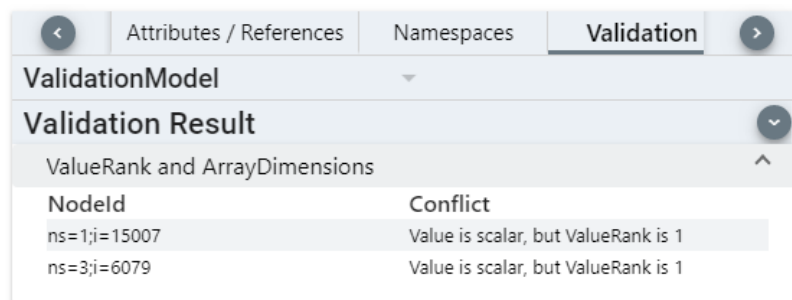 Attributes / References Namespaces Validation
ValidationModel
Validation Result
ValueRank and ArrayDimensions
NodeId Conflict
ns=1;i=15007 Value is scalar, but ValueRank is 1
ns=3;i=6079 Value is scalar, but ValueRank is 1